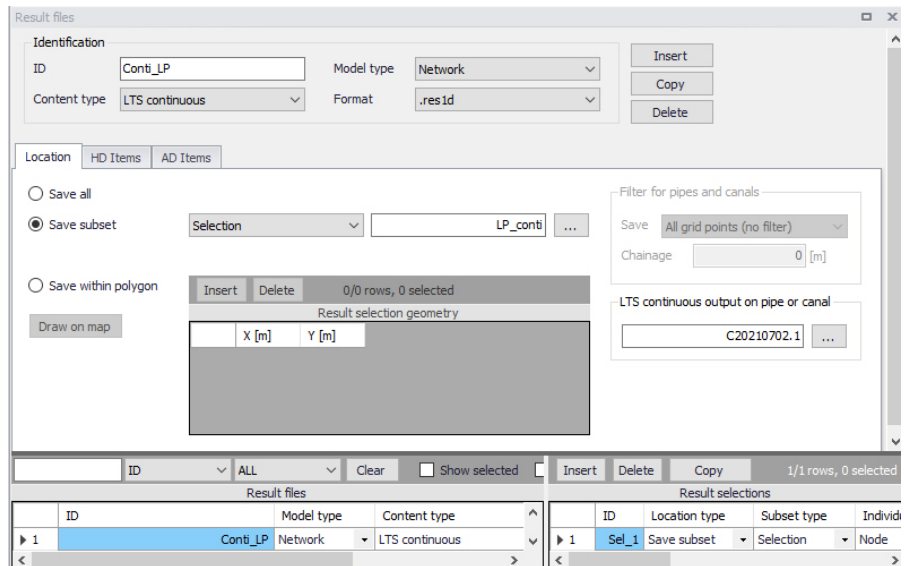 Result files
Identification
ID Conti_LP Model type Network Insert
Content type LTS continuous Format .res1d Copy
Delete
Location HD Items AD Items
Save all
Filter for pipes and canals
Save subset Selection LP_conti ... Save All grid points (no filter)
Chainage 0 [m]
Save within polygon Insert Delete 0/0 rows, 0 selected
LTS continuous output on pipe or canal
Draw on map Result selection geometry
X [m] Y [m] C20210702.1 ...
ID ALL Clear Show selected Insert Delete Copy 1/1 rows, 0 selected
Result files Result selections
ID Model type Content type ID Location type Subset type Individ
1 Conti_LP Network LTS continuous 1 Sel_1 Save subset Selection Node